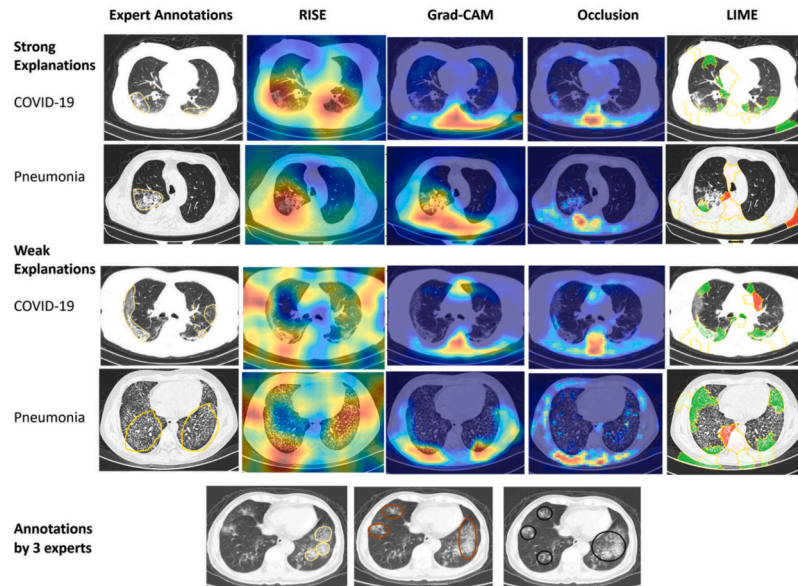 Expert Annotations RISE Grad-CAM Occlusion LIME
Strong
Explanations
COVID-19
Pneumonia
Weak
Explanations
COVID-19
Pneumonia
Annotations
by 3 experts